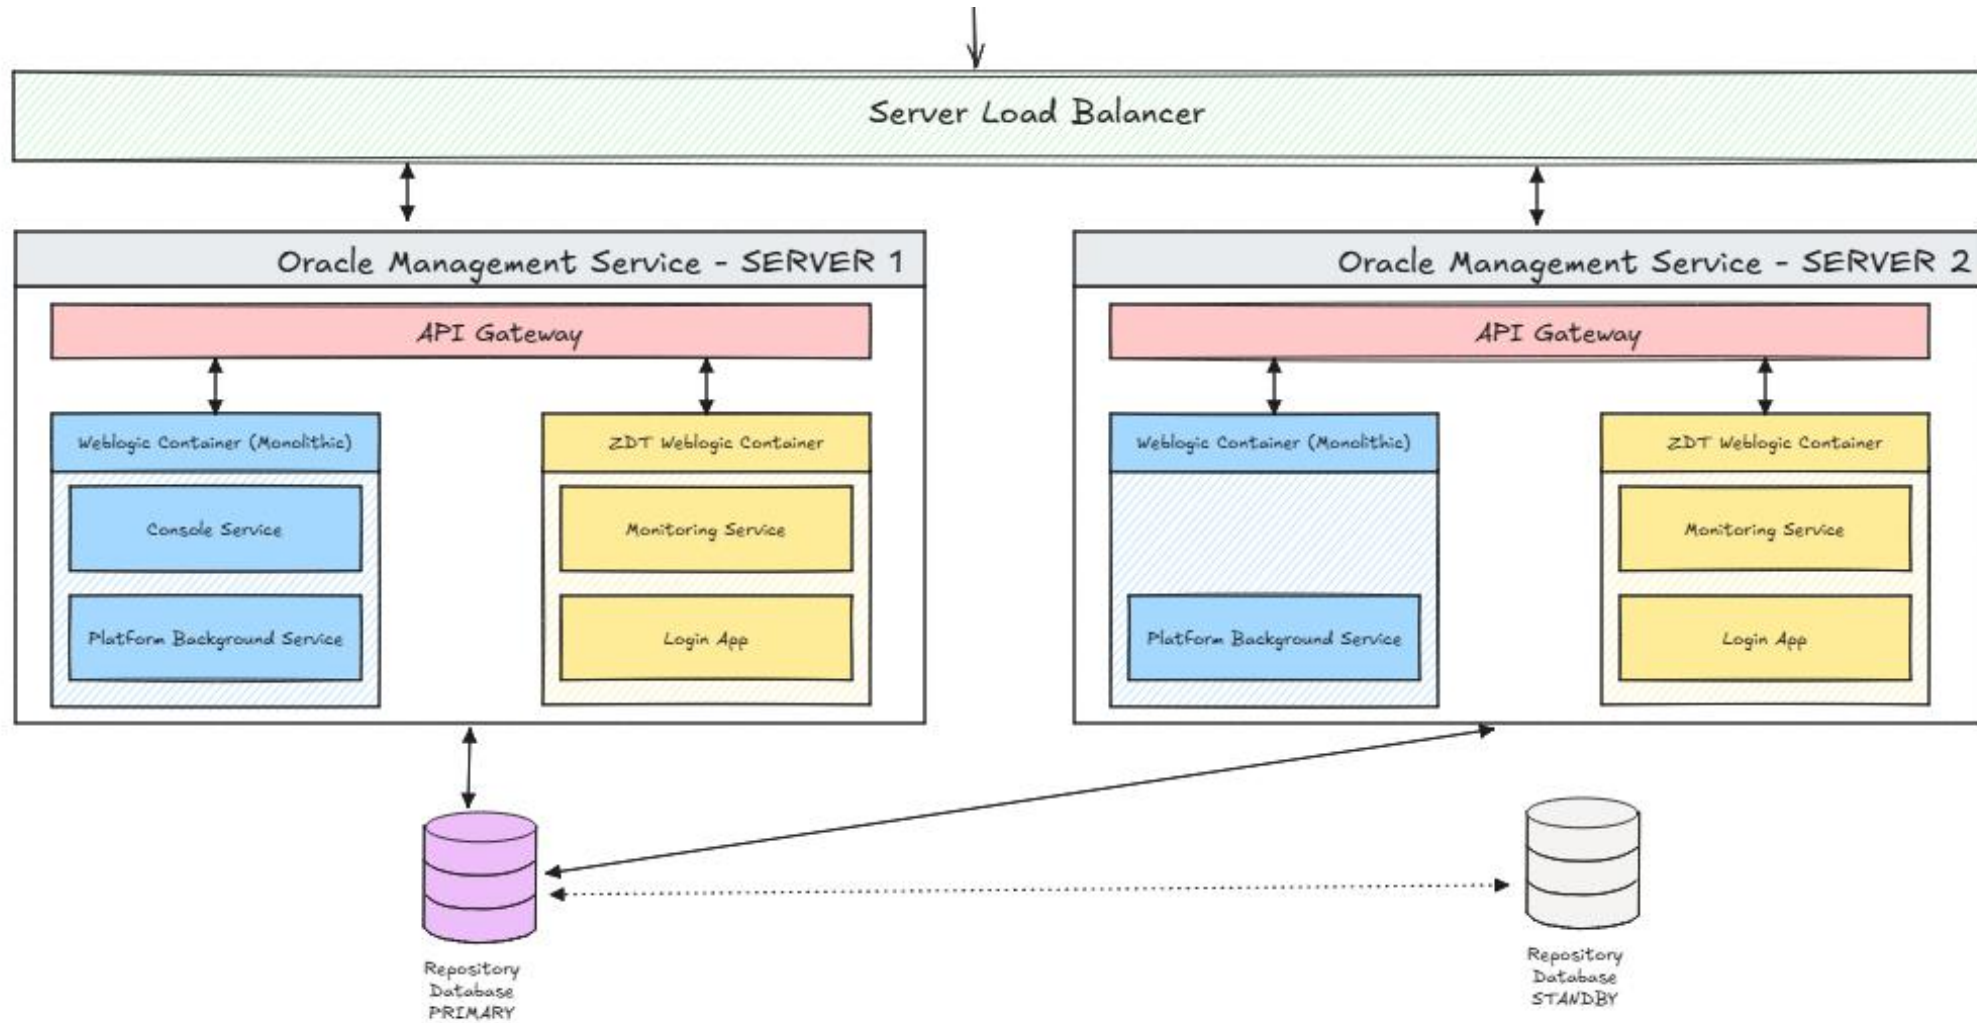 Server Load Balancer
Oracle Management Service - SERVER 1
API Gateway
Weblogic Container (Monolithic)
Console Service
Platform Background Service
ZDT Weblogic Container
Monitoring Service
Login App
Oracle Management Service - SERVER 2
API Gateway
Weblogic Container (Monolithic)
Platform Background Service
ZDT Weblogic Container
Monitoring Service
Login App
Repository
Database
PRIMARY
Repository
Database
STANDBY